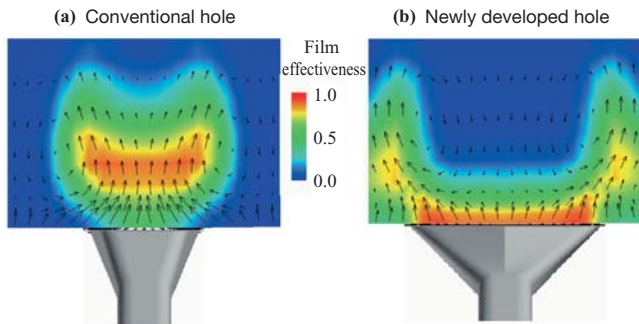 (a) Conventional hole
(b) Newly developed hole
Film
effectiveness
1.0
0.5
0.0